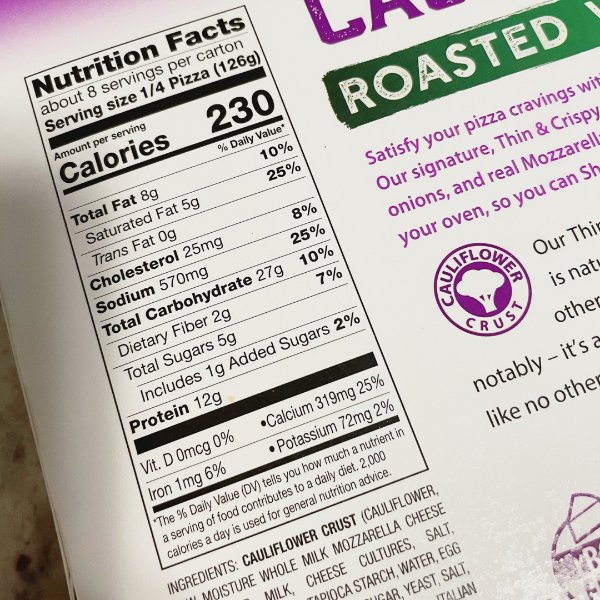 Nutrition Facts
about 8 servings per carton
Serving size 1/4 Pizza (126g)
Amount per serving
Calories 230
% Daily Value*
Total Fat 8g 10%
Saturated Fat 5g 25%
Trans Fat 0g
Cholesterol 25mg 8%
Sodium 570mg 25%
Total Carbohydrate 27g 10%
Dietary Fiber 2g 7%
Total Sugars 5g
Includes 1g Added Sugars 2%
Protein 12g
Vit. D 0mcg 0% •Calcium 319mg 25%
Iron 1mg 6% • Potassium 72mg 2%
*The % Daily Value (DV) tells you how much a nutrient in
a serving of food contributes to a daily diet. 2,000
calories a day is used for general nutrition advice.
INGREDIENTS: CAULIFLOWER CRUST (CAULIFLOWER,
MOISTURE WHOLE MILK MOZZARELLA CHEESE
MILK, CHEESE CULTURES, SALT,
TAPIOCA STARCH, WATER, EGG
YEAST, SALT,
ITALIAN
ROASTED
Satisfy your pizza cravings
Our signature, Thin & Crispy
onions, and real Mozzarella
your oven, so you can
CAULIFLOWER
CRUST
Our
is
other
notably – it's a
like no other